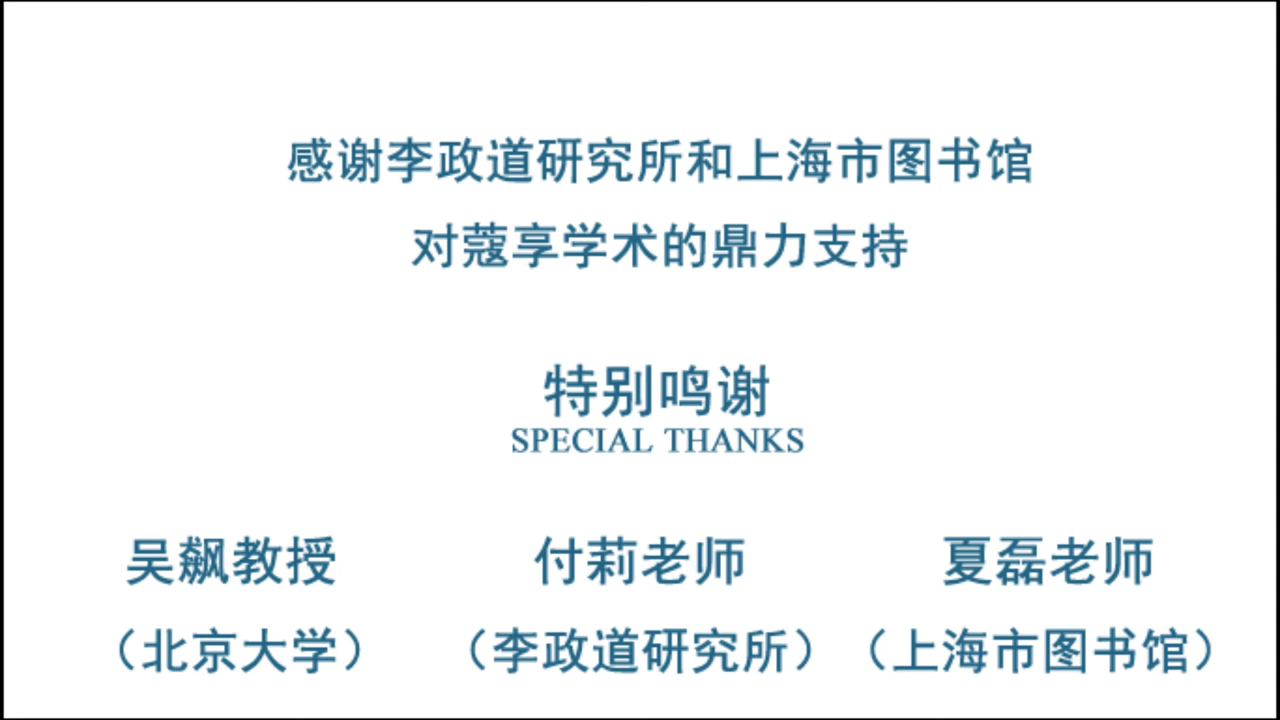 感谢李政道研究所和上海市图书馆
对蔻享学术的鼎力支持
特别鸣谢
SPECIAL THANKS
吴飙教授 付莉老师 夏磊老师
（北京大学） （李政道研究所） （上海市图书馆）